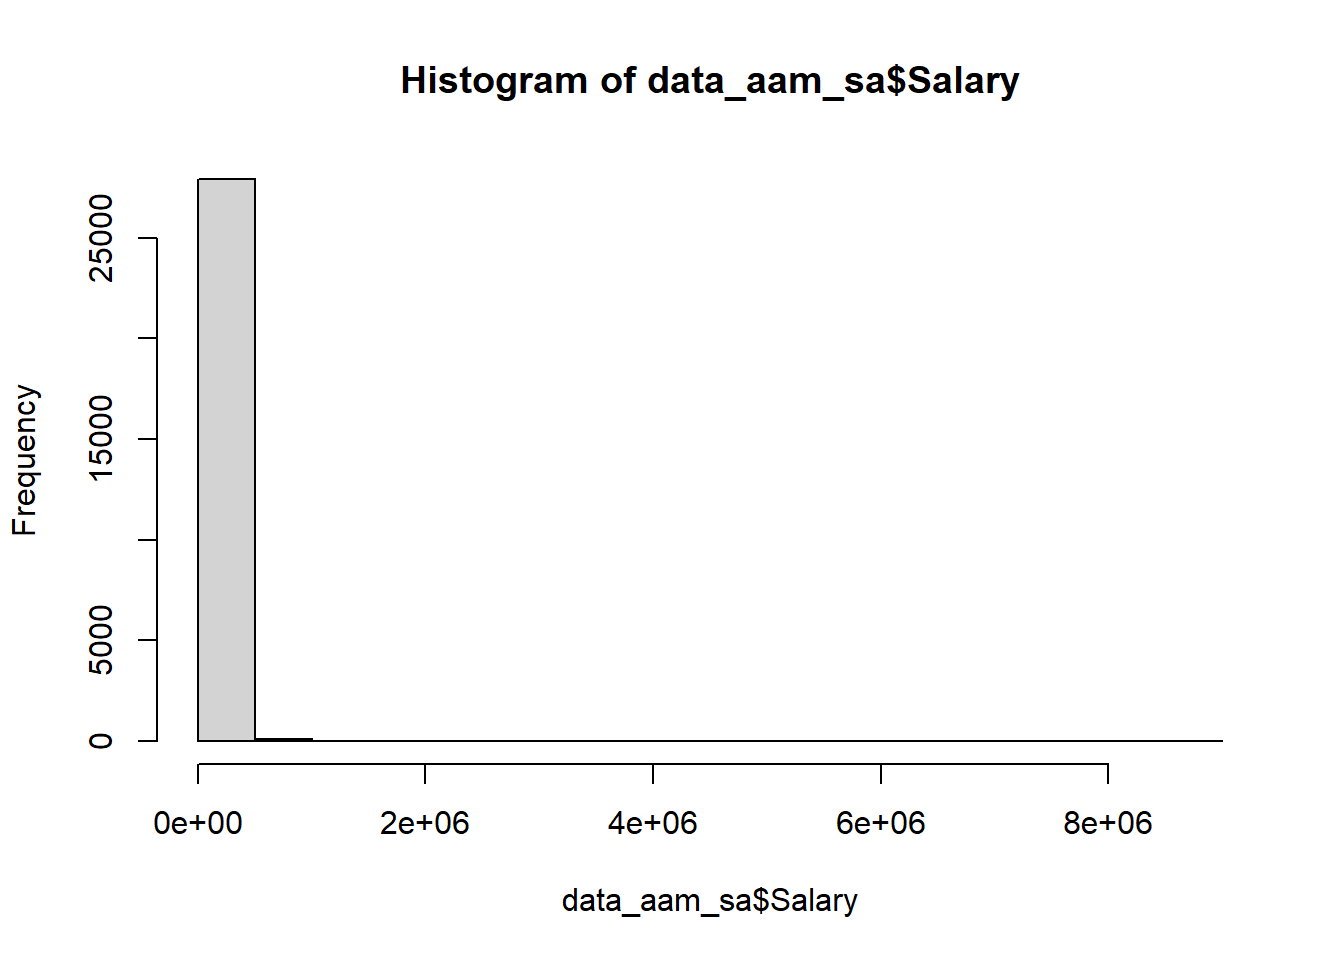 Histogram of data_aam_sa$Salary
Frequency
25000
15000
5000
0
0e+00 2e+06 4e+06 6e+06 8e+06
data_aam_sa$Salary